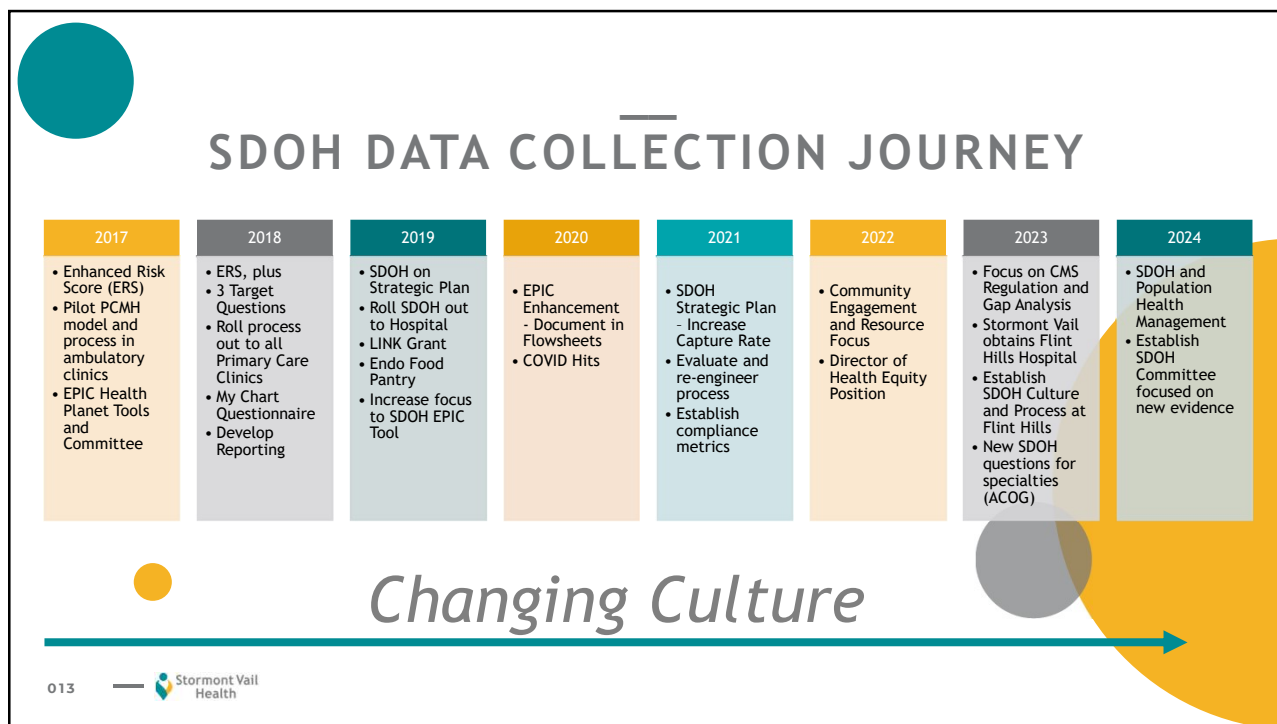 SDOH DATA COLLECTION JOURNEY
2017
• Enhanced Risk
Score (ERS)
• Pilot PCMH
model and
process in
ambulatory
clinics
• EPIC Health
Planet Tools
and
Committee
2018
• ERS, plus
• 3 Target
Questions
• Roll process
out to all
Primary Care
Clinics
• My Chart
Questionnaire
• Develop
Reporting
2019
• SDOH on
Strategic Plan
• Roll SDOH out
to Hospital
• LINK Grant
• Endo Food
Pantry
• Increase focus
to SDOH EPIC
Tool
2020
• EPIC
Enhancement
- Document in
Flowsheets
• COVID Hits
2021
• SDOH
Strategic Plan
– Increase
Capture Rate
• Evaluate and
re-engineer
process
• Establish
compliance
metrics
2022
• Community
Engagement
and Resource
Focus
• Director of
Health Equity
Position
2023
• Focus on CMS
Regulation and
Gap Analysis
• Stormont Vail
obtains Flint
Hills Hospital
• Establish
SDOH Culture
and Process at
Flint Hills
• New SDOH
questions for
specialties
(ACOG)
2024
• SDOH and
Population
Health
Management
• Establish
SDOH
Committee
focused on
new evidence
Changing Culture
013
Stormont Vail
Health